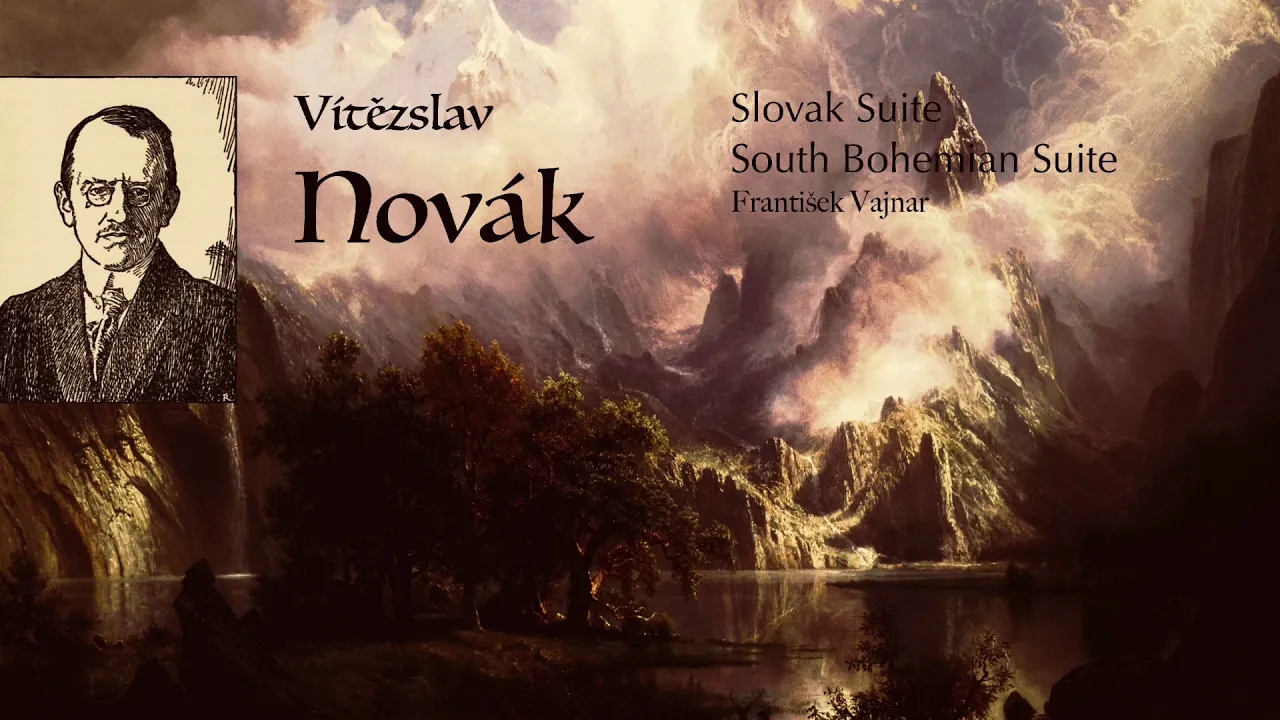 Vítězslav
Novák
Slovak Suite
South Bohemian Suite
František Vajnar
R